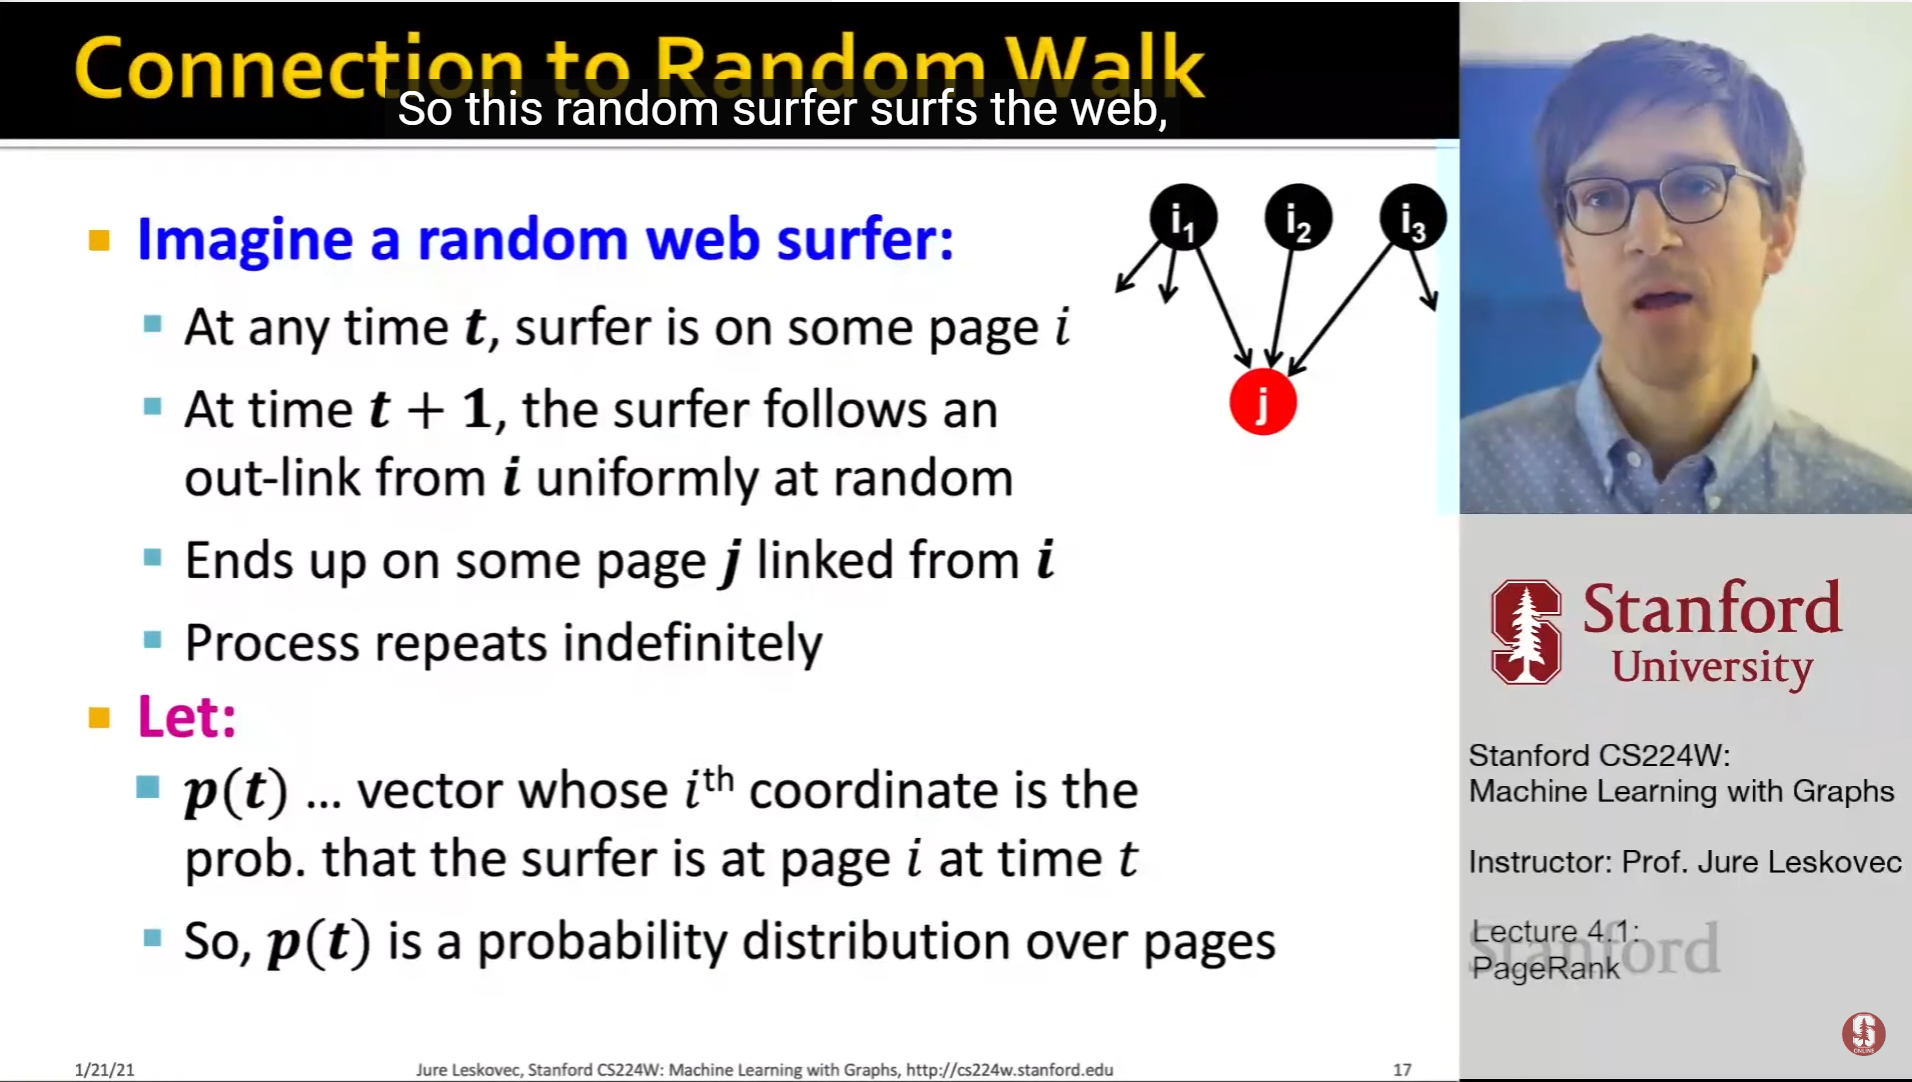 Connection to Random Walk
So this random surfer surfs the web,
Imagine a random web surfer:
At any time t, surfer is on some page i
At time t + 1, the surfer follows an
out-link from i uniformly at random
Ends up on some page j linked from i
Process repeats indefinitely
Let:
p(t) ... vector whose iᵗʰ coordinate is the
prob. that the surfer is at page i at time t
So, p(t) is a probability distribution over pages
i₁ i₂ i₃
j
1/21/21
Jure Leskovec, Stanford CS224W: Machine Learning with Graphs, http://cs224w.stanford.edu
17
Stanford
University
Stanford CS224W:
Machine Learning with Graphs
Instructor: Prof. Jure Leskovec
Lecture 4.1:
PageRank
Stanford
S
ONLINE